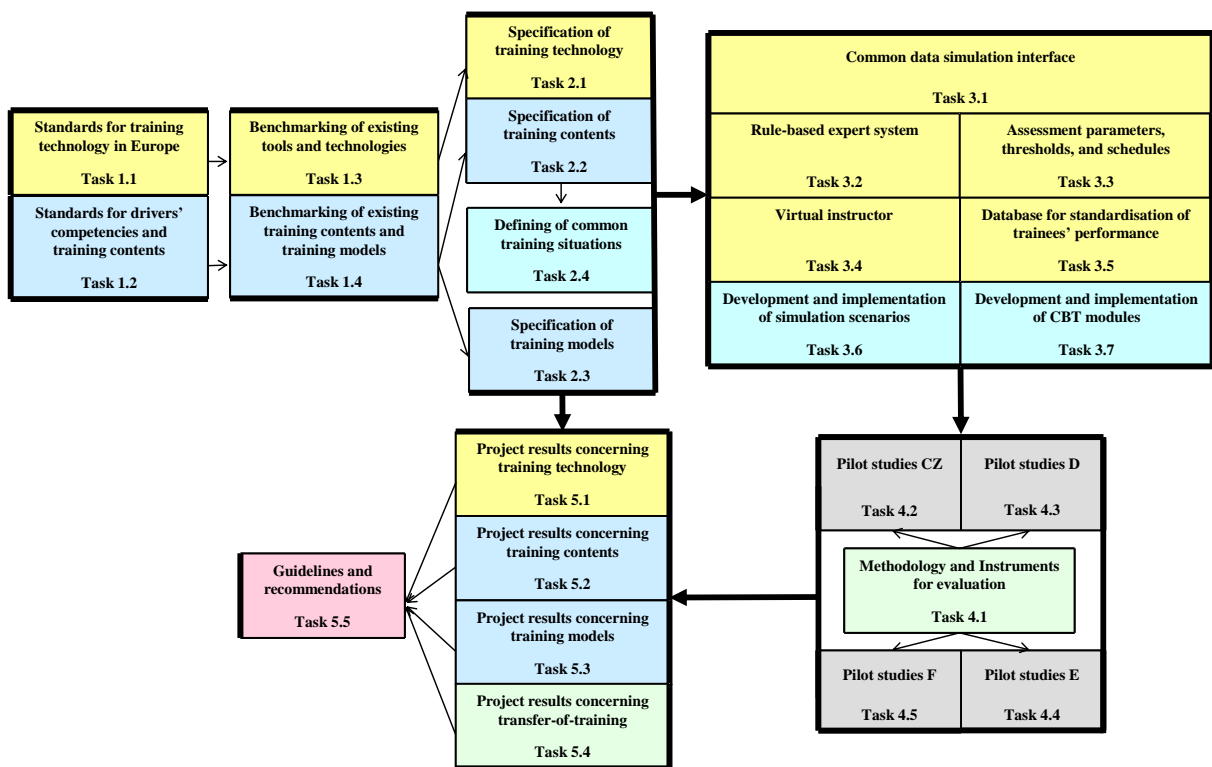 Standards for training
technology in Europe
Task 1.1
Standards for drivers’
competencies and
training contents
Task 1.2
Benchmarking of existing
tools and technologies
Task 1.3
Benchmarking of existing
training contents and
training models
Task 1.4
Specification of
training technology
Task 2.1
Specification of
training contents
Task 2.2
Defining of common
training situations
Task 2.4
Specification of
training models
Task 2.3
Common data simulation interface
Task 3.1
Rule-based expert system
Task 3.2
Assessment parameters,
thresholds, and schedules
Task 3.3
Virtual instructor
Task 3.4
Database for standardisation of
trainees’ performance
Task 3.5
Development and implementation
of simulation scenarios
Task 3.6
Development and implementation
of CBT modules
Task 3.7
Project results concerning
training technology
Task 5.1
Project results concerning
training contents
Task 5.2
Project results concerning
training models
Task 5.3
Project results concerning
transfer-of-training
Task 5.4
Guidelines and
recommendations
Task 5.5
Pilot studies CZ
Task 4.2
Pilot studies D
Task 4.3
Methodology and Instruments
for evaluation
Task 4.1
Pilot studies F
Task 4.5
Pilot studies E
Task 4.4